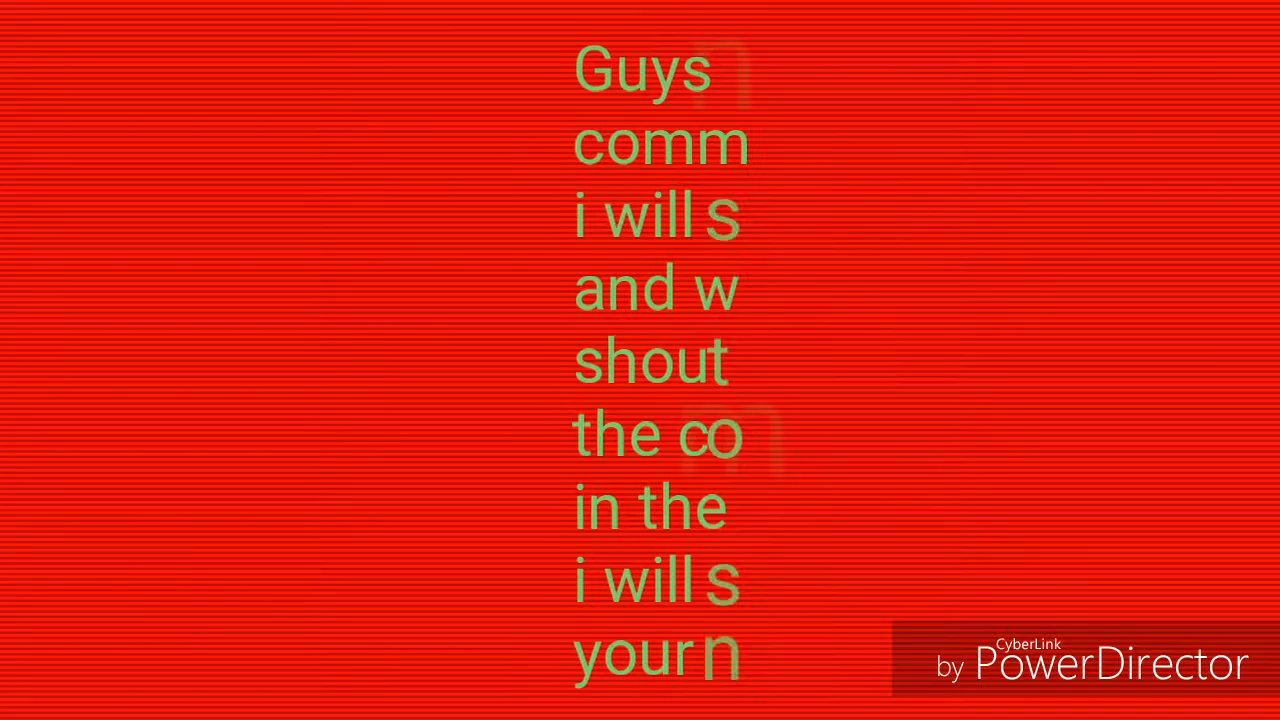 Guys n
comm
i will s
and w
shout
the co m
in the
i will s
your n
CyberLink
by PowerDirector